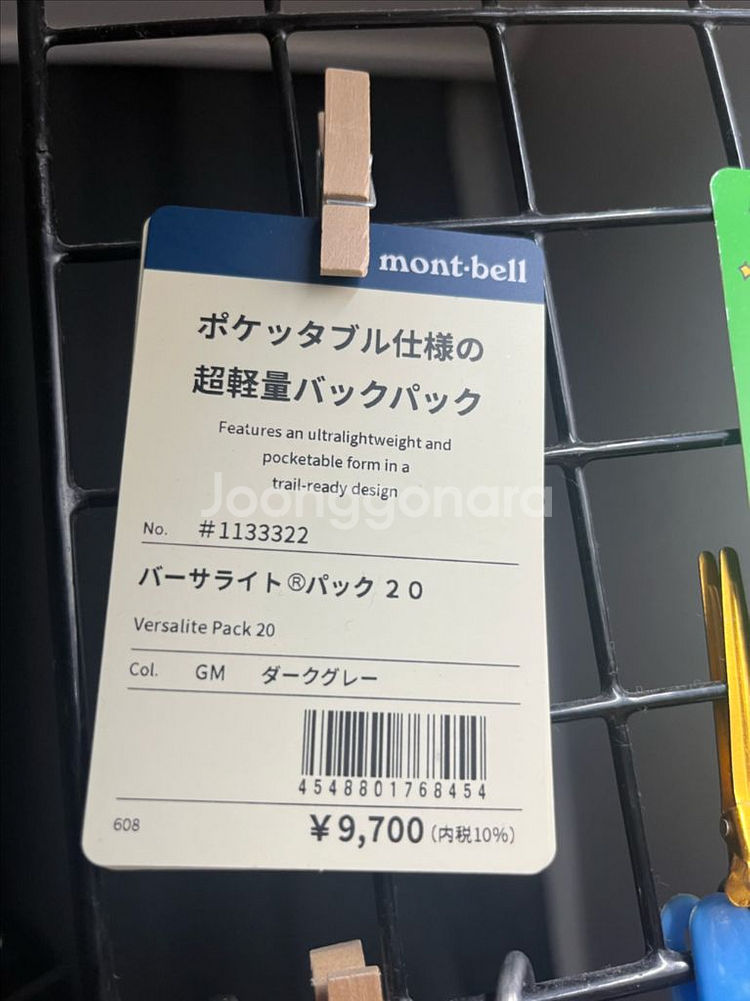 mont-bell
ポケッタブル仕様の
超軽量バックパック
Features an ultralightweight and
pocketable form in a
trail-ready design
Joonggonara
No. #1133322
バーサライト®パック 20
Versalite Pack 20
Col. GM ダークグレー
4548801768454
608 ¥9,700 (内税10%)